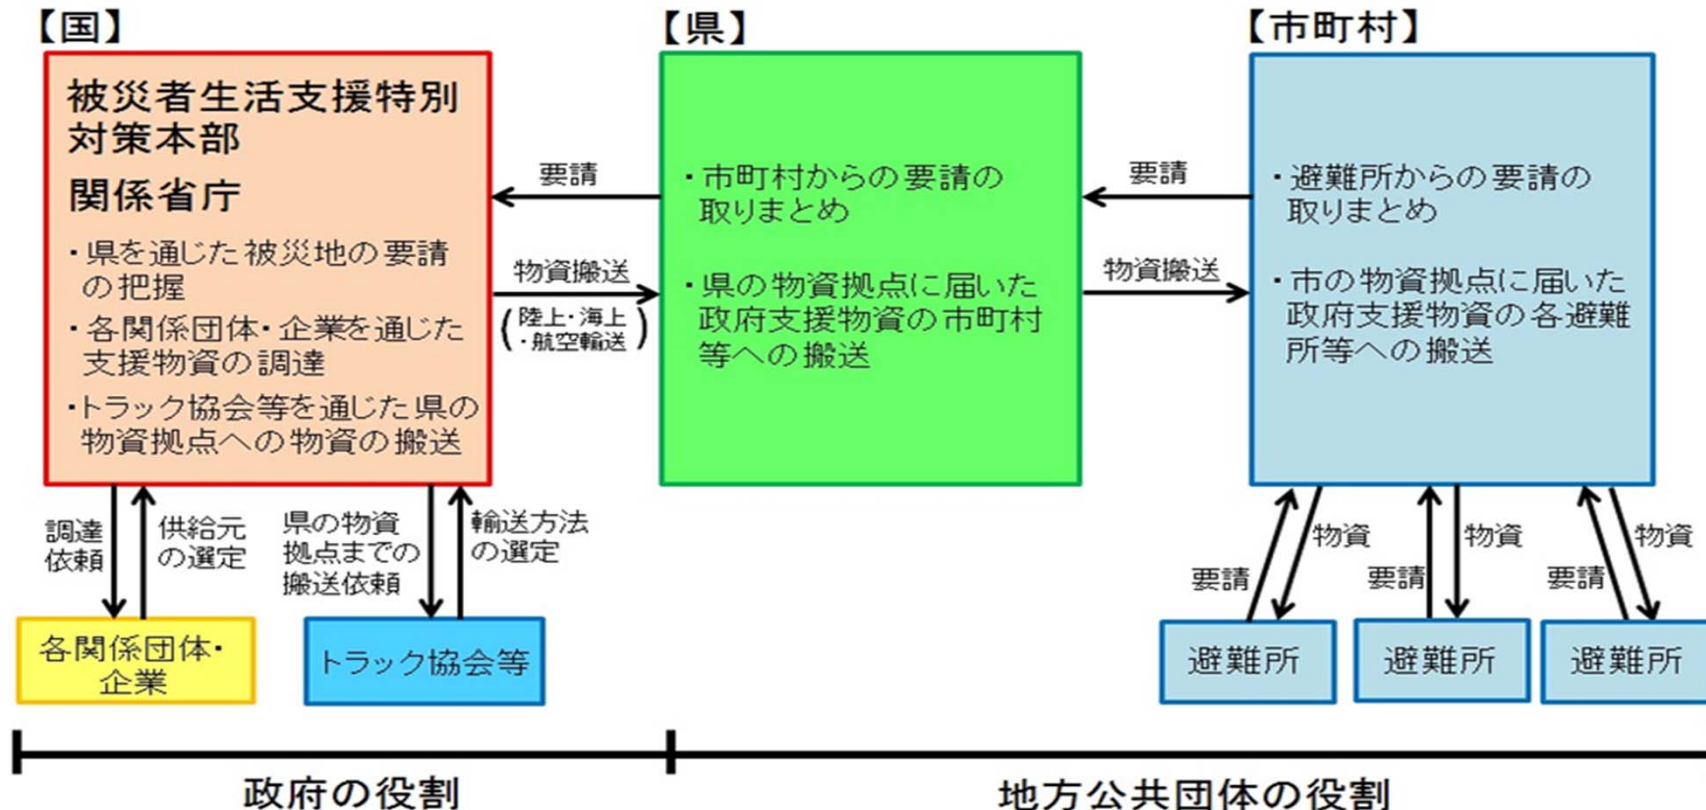 【国】
被災者生活支援特別
対策本部
関係省庁
・県を通じた被災地の要請
の把握
・各関係団体・企業を通じた
支援物資の調達
・トラック協会等を通じた県の
物資拠点への物資の搬送
要請
物資搬送
(陸上・海上
・航空輸送)
【県】
・市町村からの要請の
取りまとめ
・県の物資拠点に届いた
政府支援物資の市町村
等への搬送
要請
物資搬送
【市町村】
・避難所からの要請の
取りまとめ
・市の物資拠点に届いた
政府支援物資の各避難
所等への搬送
調達
依頼
供給元
の選定
県の物資
拠点までの
搬送依頼
輸送方法
の選定
要請
物資
要請
物資
要請
物資
各関係団体・
企業
トラック協会等
避難所
避難所
避難所
政府の役割
地方公共団体の役割